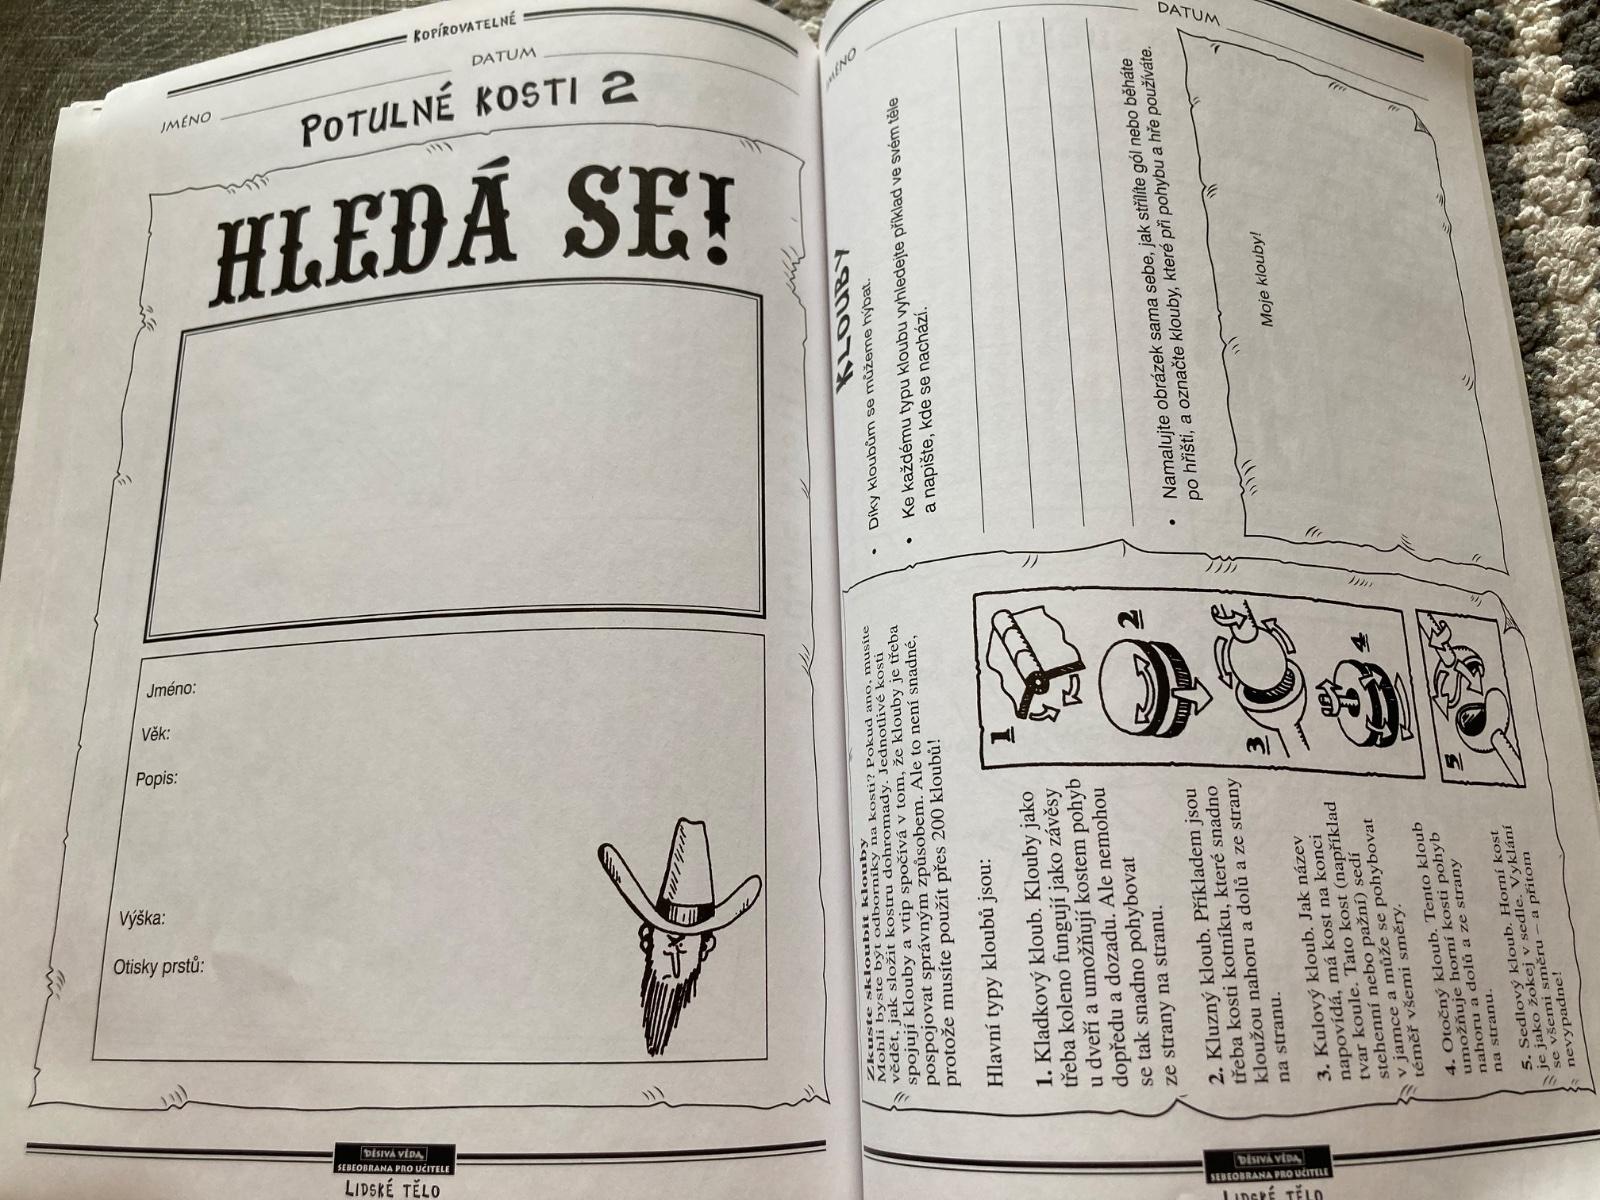 KOPÍROVATELNÉ
JMÉNO DATUM
POTULNÉ KOSTI 2
HLEDÁ SE!
Jméno:
Věk:
Popis:
Výška:
Otisky prstů:
DĚSIVÁ VĚDA,
SEBEOBRANA PRO UČITELE
LIDSKÉ TĚLO
JMÉNO DATUM
KLOUBY
• Díky kloubům se můžeme hýbat.
• Ke každému typu kloubu vyhledejte příklad ve svém těle
a napište, kde se nachází.
• Namalujte obrázek sama sebe, jak střílíte gól nebo běháte
po hřišti, a označte klouby, které při pohybu a hře používáte.
Moje klouby!
Zkuste skloubit klouby
Mohli byste být odborníky na kosti? Pokud ano, musíte
vědět, jak složit kostru dohromady. Jednotlivé kosti
spojují klouby a vtip spočívá v tom, že klouby je třeba
pospojovat správným způsobem. Ale to není snadné,
protože musíte použít přes 200 kloubů!
Hlavní typy kloubů jsou:
1. Kladkový kloub. Klouby jako
třeba koleno fungují jako závěsy
u dveří a umožňují kostem pohyb
dopředu a dozadu. Ale nemohou
se tak snadno pohybovat
ze strany na stranu.
2. Kluzný kloub. Příkladem jsou
třeba kosti kotníku, které snadno
kloužou nahoru a dolů a ze strany
na stranu.
3. Kulový kloub. Jak název
napovídá, má kost na konci
tvar koule. Tato kost (například
stehenní nebo pažní) sedí
v jamce a může se pohybovat
téměř všemi směry.
4. Otočný kloub. Tento kloub
umožňuje horní kosti pohyb
nahoru a dolů a ze strany
na stranu.
5. Sedlový kloub. Horní kost
je jako žokej v sedle. Vyklání
se všemi směry – a přitom
nevypadne!
1
2
3
4
5
DĚSIVÁ VĚDA,
SEBEOBRANA PRO UČITELE
LIDSKÉ TĚLO